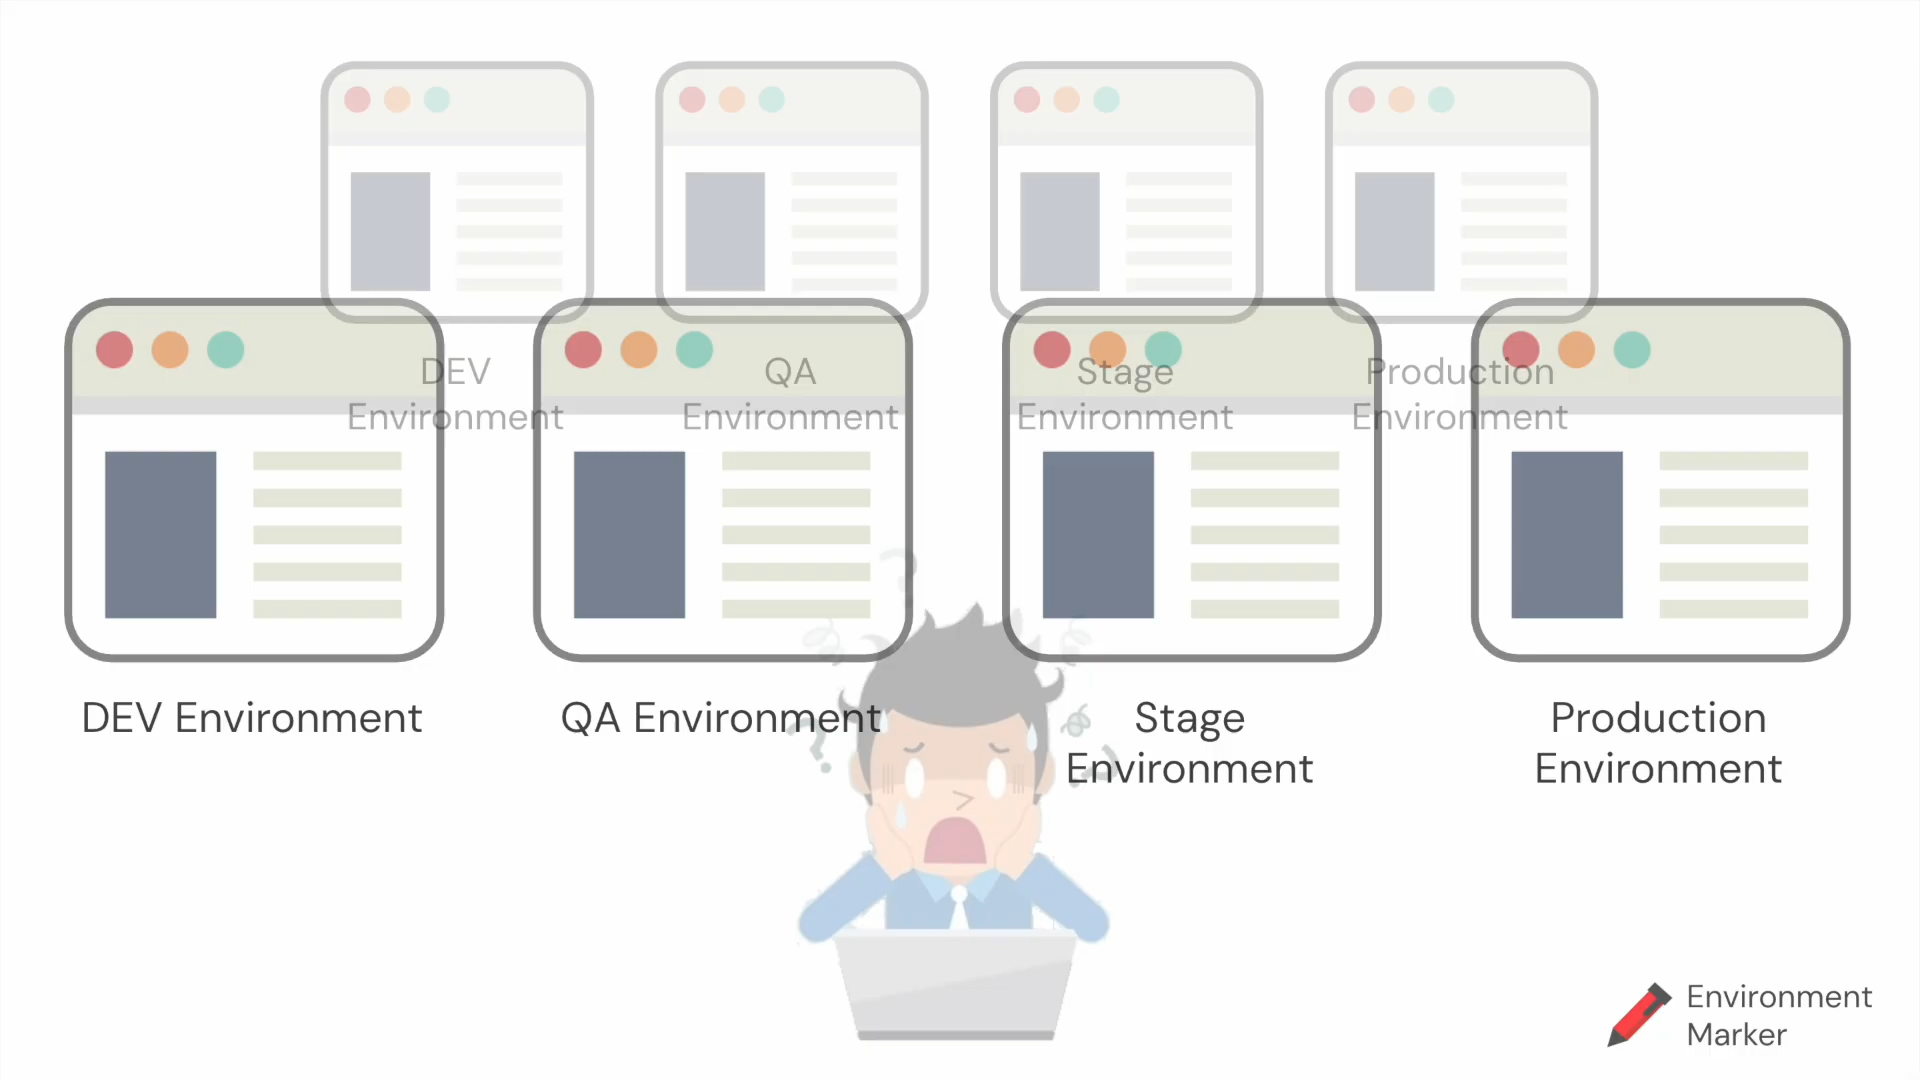 DEV
Environment
QA
Environment
Stage
Environment
Production
Environment
DEV Environment
QA Environment
Stage
Environment
Production
Environment
Environment
Marker